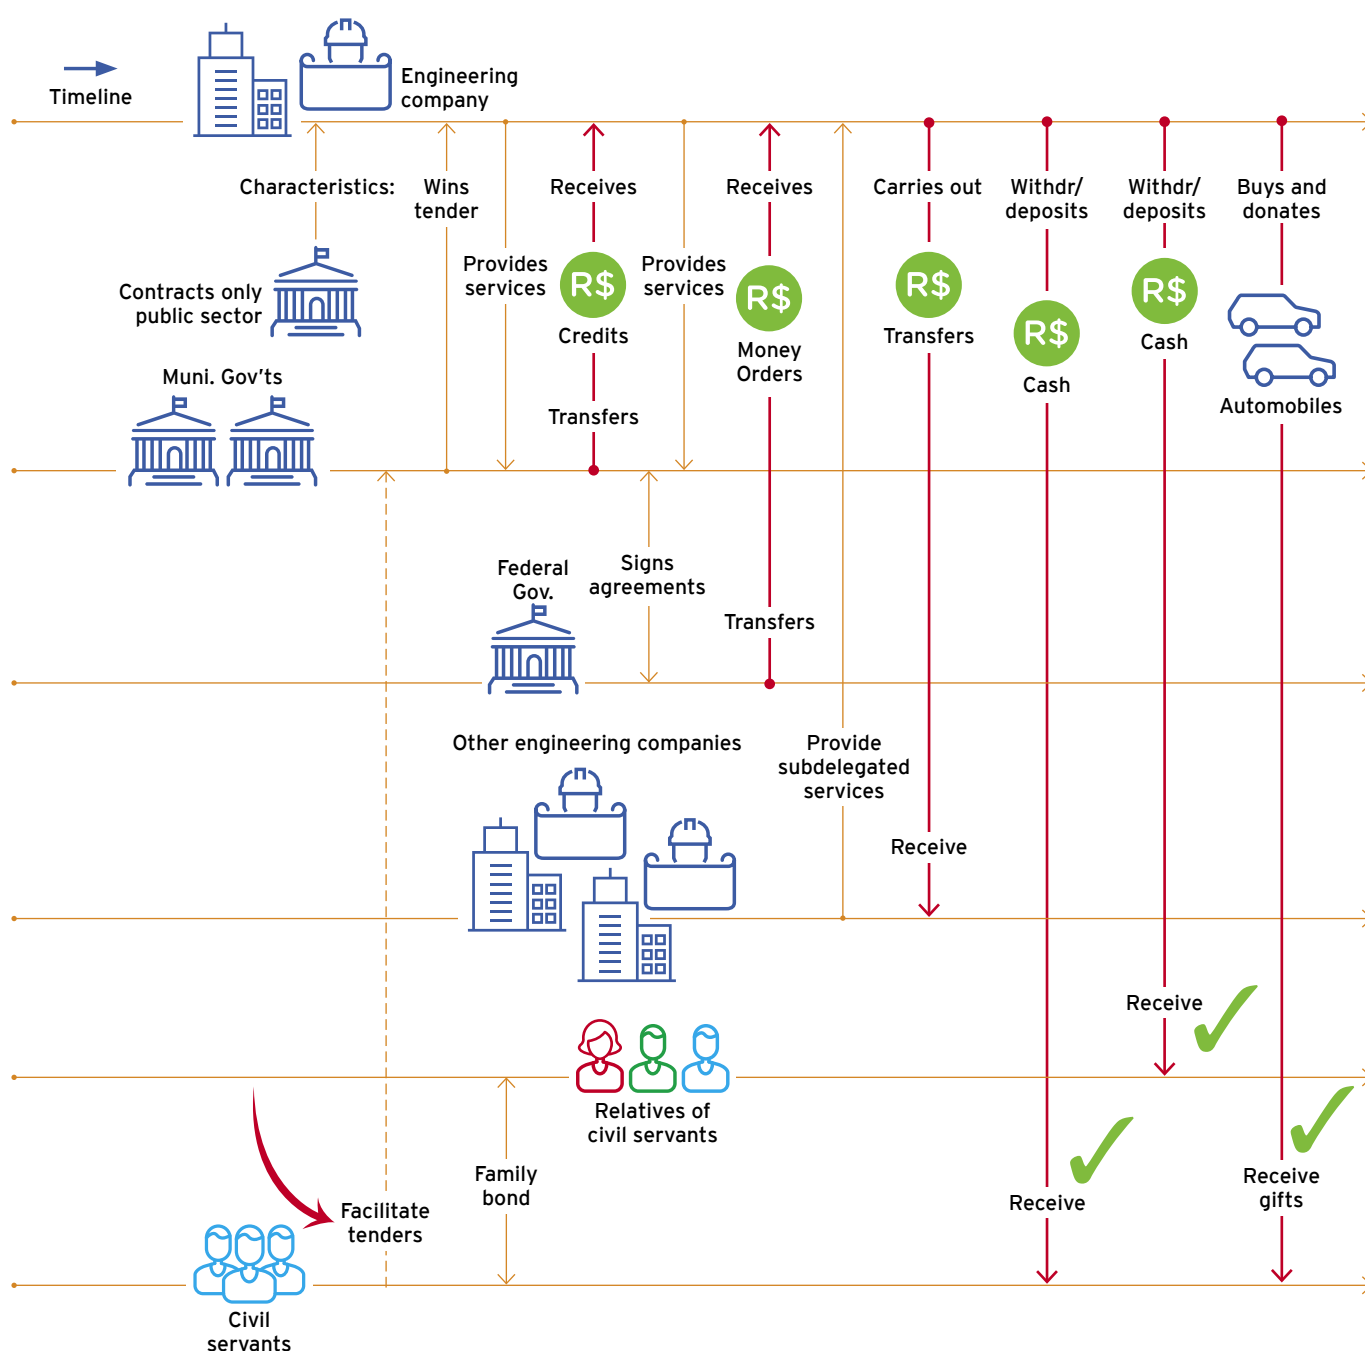 Timeline
Engineering
company
Characteristics:
Wins
tender
Receives
Receives
Carries out
Withdr/
deposits
Withdr/
deposits
Buys and
donates
Provides
services
R$
Provides
services
R$
R$
R$
R$
Contracts only
public sector
Credits
Money
Orders
Transfers
Cash
Cash
Automobiles
Muni. Gov'ts
Transfers
Federal
Gov.
Signs
agreements
Transfers
Other engineering companies
Provide
subdelegated
services
Receive
Receive
Relatives of
civil servants
Family
bond
Receive
Receive
gifts
Facilitate
tenders
Civil
servants